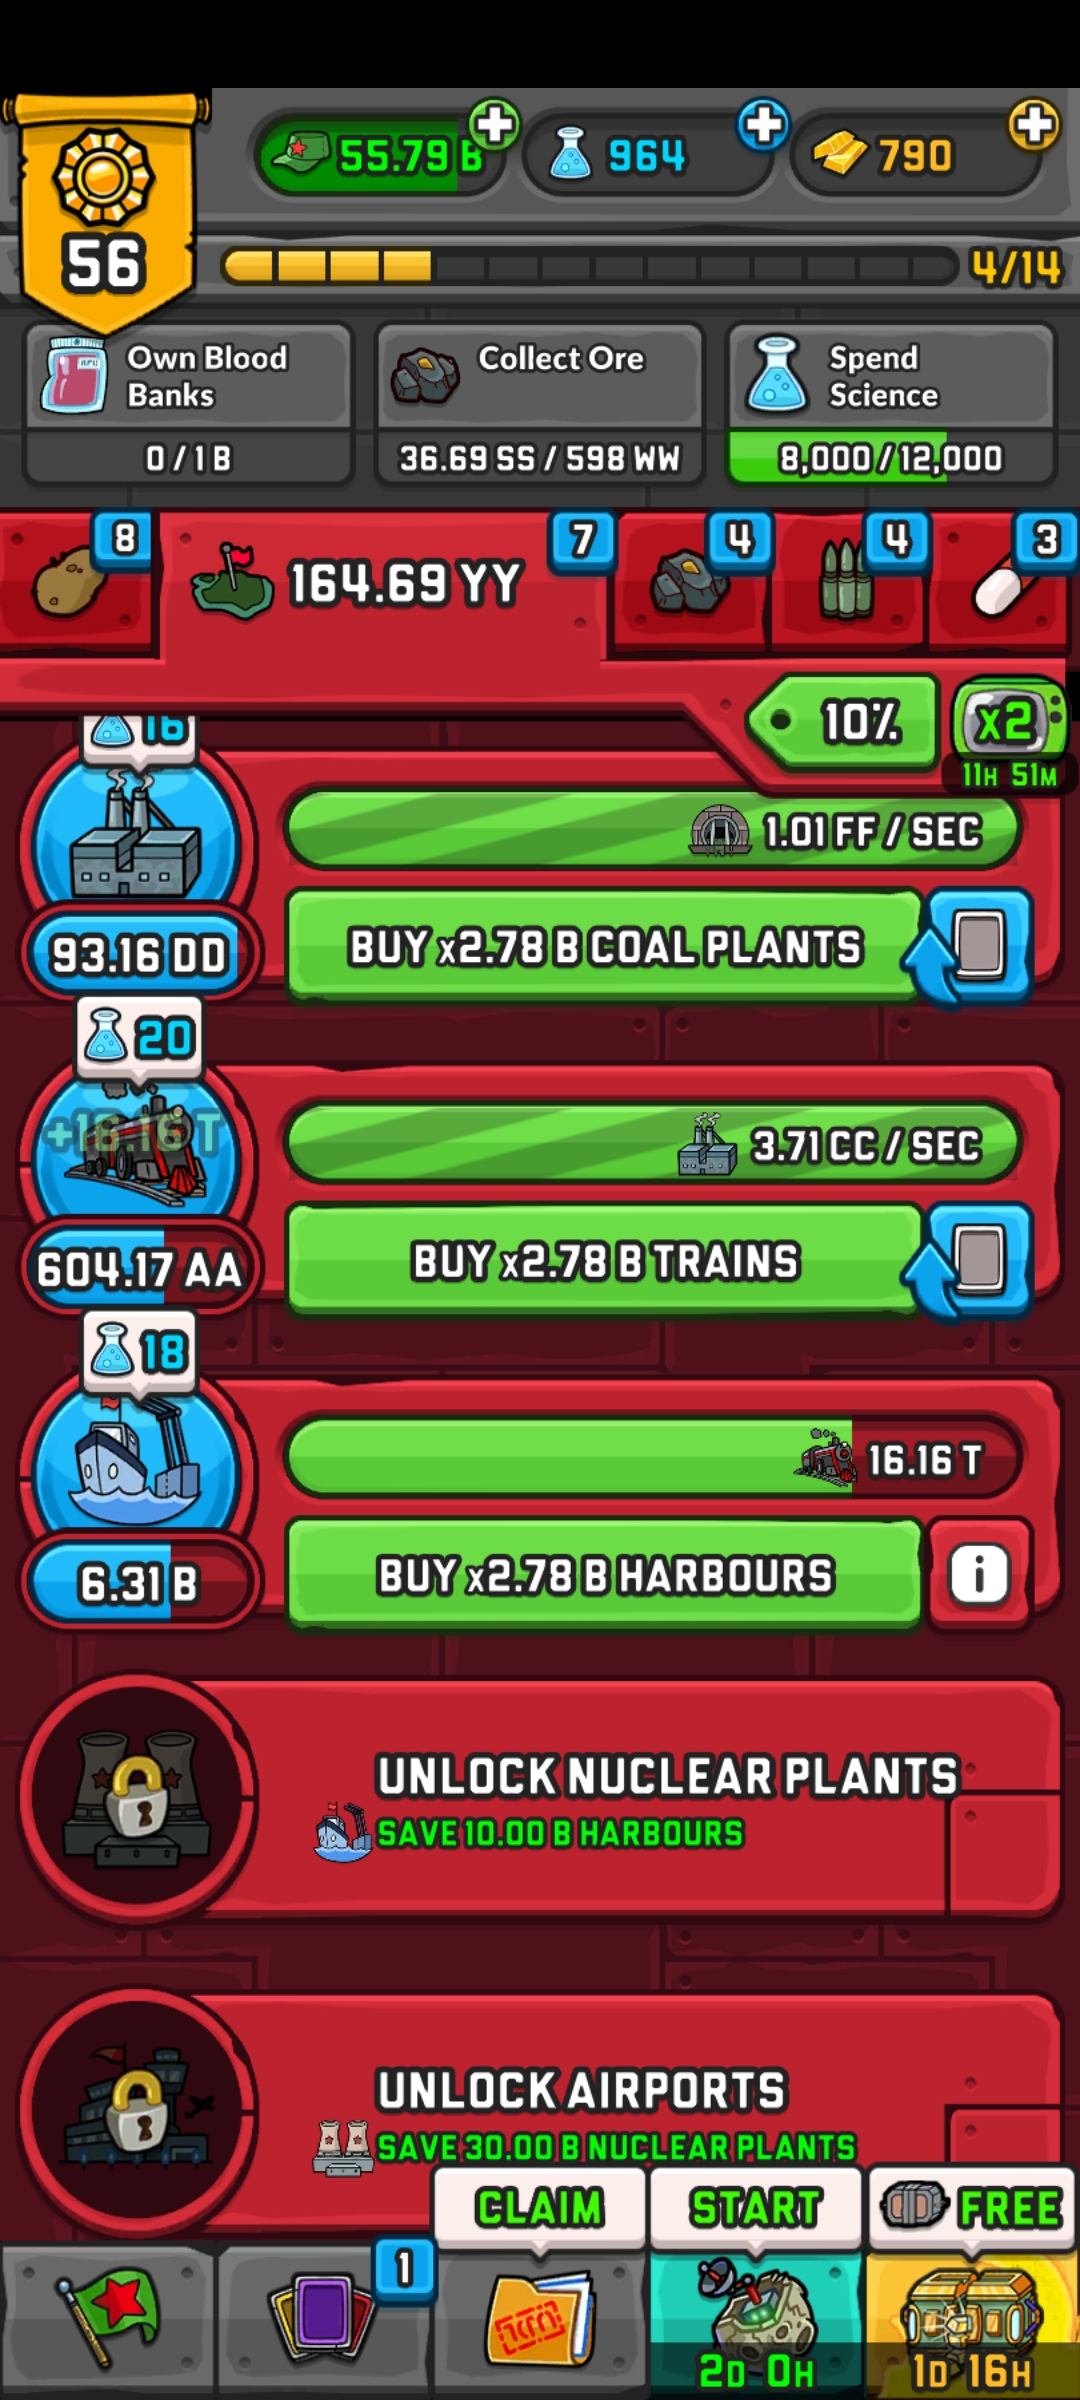 55.79 B
964
790
56
4/14
Own Blood
Banks
0 / 1 B
Collect Ore
36.69 SS / 598 WW
Spend
Science
8,000 / 12,000
8
164.69 YY
7
4
4
3
10%
x2
11H 51M
16
1.01 FF / SEC
93.16 DD
BUY x2.78 B COAL PLANTS
20
+16.16 T
3.71 CC / SEC
604.17 AA
BUY x2.78 B TRAINS
18
16.16 T
6.31 B
BUY x2.78 B HARBOURS
i
UNLOCK NUCLEAR PLANTS
SAVE 10.00 B HARBOURS
UNLOCK AIRPORTS
SAVE 30.00 B NUCLEAR PLANTS
CLAIM
START
FREE
1
2D 0H
1D 16H